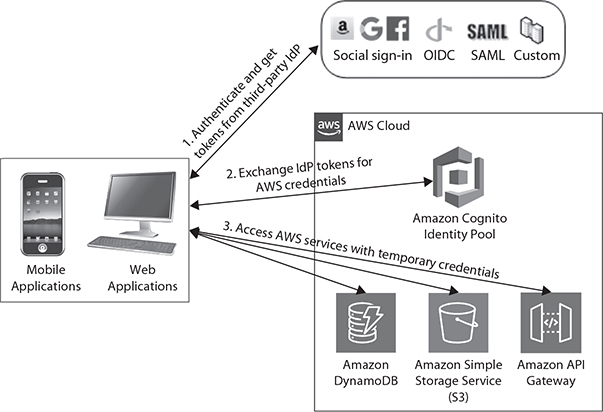 a G f SAML
Social sign-in OIDC SAML Custom
1. Authenticate and get
tokens from third-party IdP
aws AWS Cloud
2. Exchange IdP tokens for
AWS credentials
Amazon Cognito
Identity Pool
3. Access AWS services with temporary credentials
Mobile
Applications
Web
Applications
Amazon
DynamoDB
Amazon Simple
Storage Service
(S3)
Amazon API
Gateway